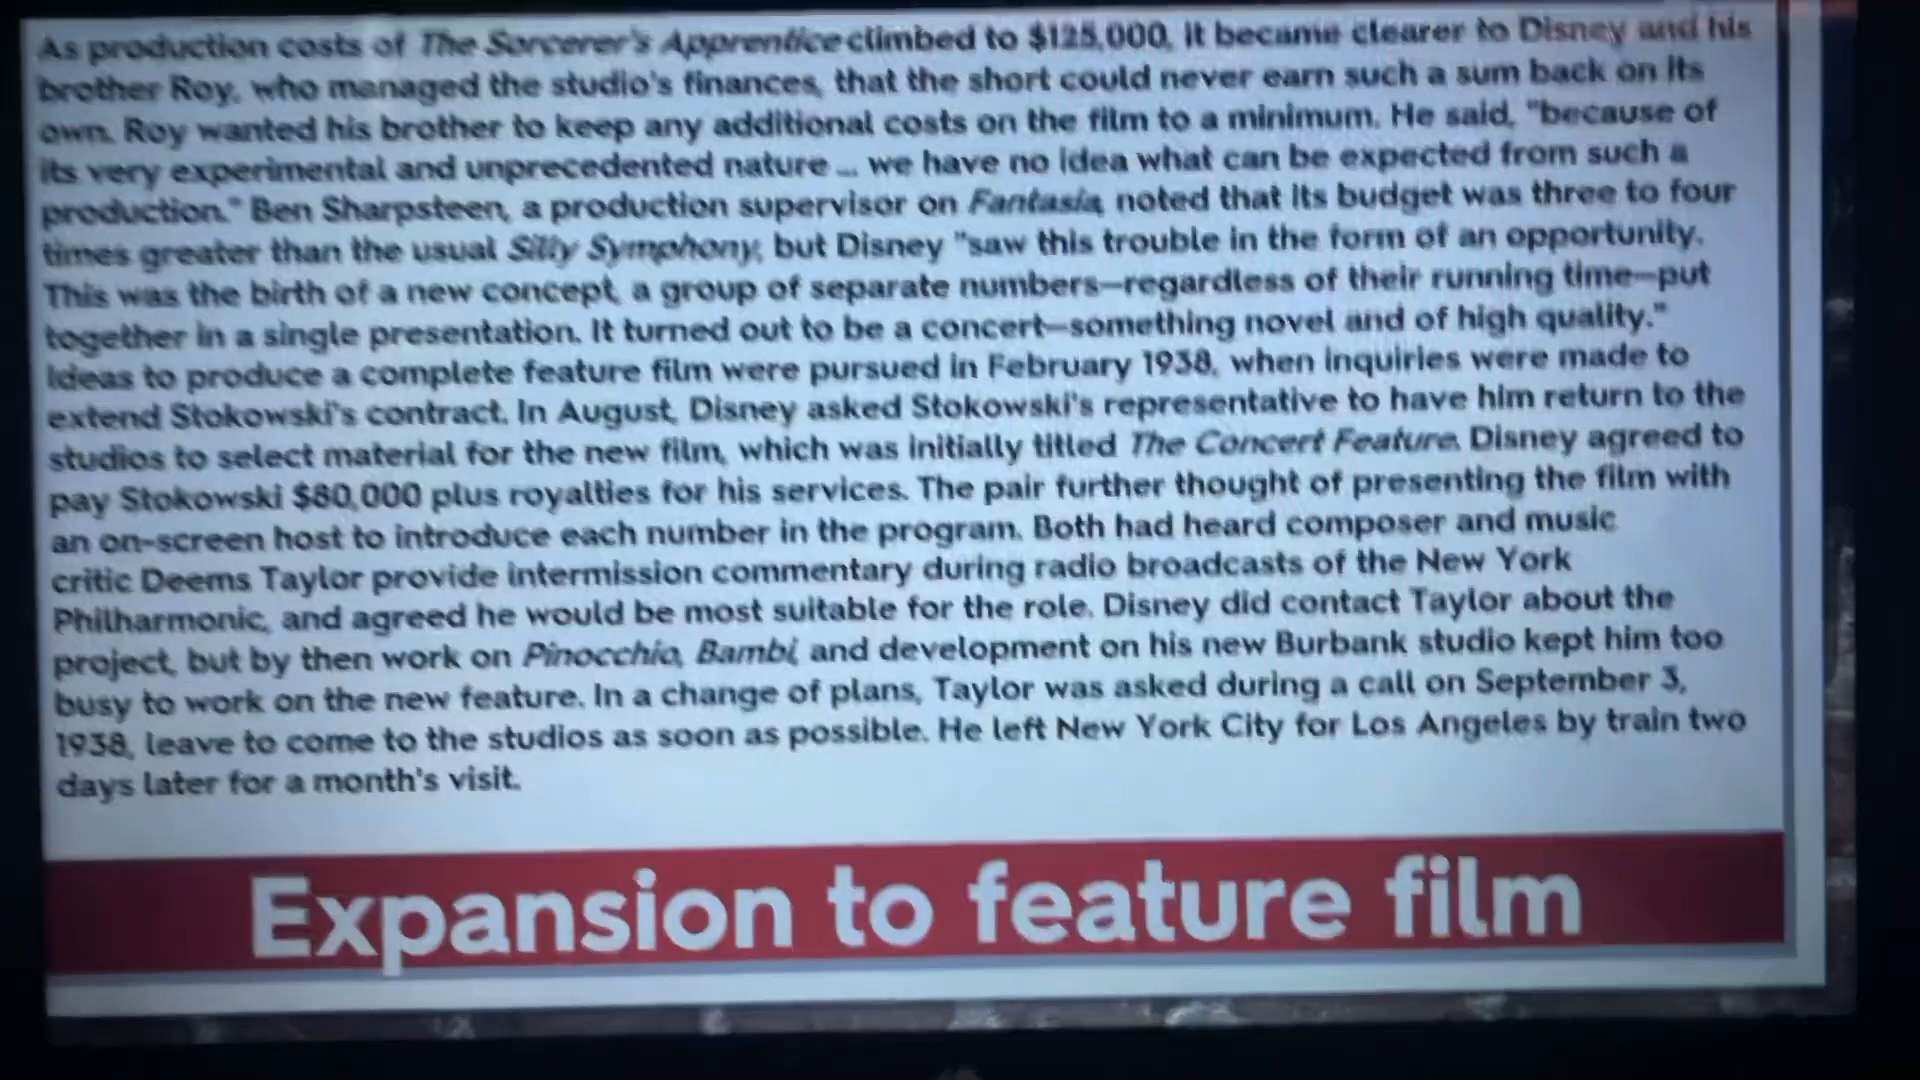 As production costs of The Sorcerer's Apprentice climbed to $125,000, it became clearer to Disney and his
brother Roy, who managed the studio's finances, that the short could never earn such a sum back on its
own. Roy wanted his brother to keep any additional costs on the film to a minimum. He said, "because of
its very experimental and unprecedented nature ... we have no idea what can be expected from such a
production." Ben Sharpsteen, a production supervisor on Fantasia, noted that its budget was three to four
times greater than the usual Silly Symphony, but Disney "saw this trouble in the form of an opportunity.
This was the birth of a new concept, a group of separate numbers—regardless of their running time—put
together in a single presentation. It turned out to be a concert—something novel and of high quality."
Ideas to produce a complete feature film were pursued in February 1938, when inquiries were made to
extend Stokowski's contract. In August, Disney asked Stokowski's representative to have him return to the
studios to select material for the new film, which was initially titled The Concert Feature. Disney agreed to
pay Stokowski $80,000 plus royalties for his services. The pair further thought of presenting the film with
an on-screen host to introduce each number in the program. Both had heard composer and music
critic Deems Taylor provide intermission commentary during radio broadcasts of the New York
Philharmonic, and agreed he would be most suitable for the role. Disney did contact Taylor about the
project, but by then work on Pinocchio, Bambi, and development on his new Burbank studio kept him too
busy to work on the new feature. In a change of plans, Taylor was asked during a call on September 3,
1938, leave to come to the studios as soon as possible. He left New York City for Los Angeles by train two
days later for a month's visit.
Expansion to feature film